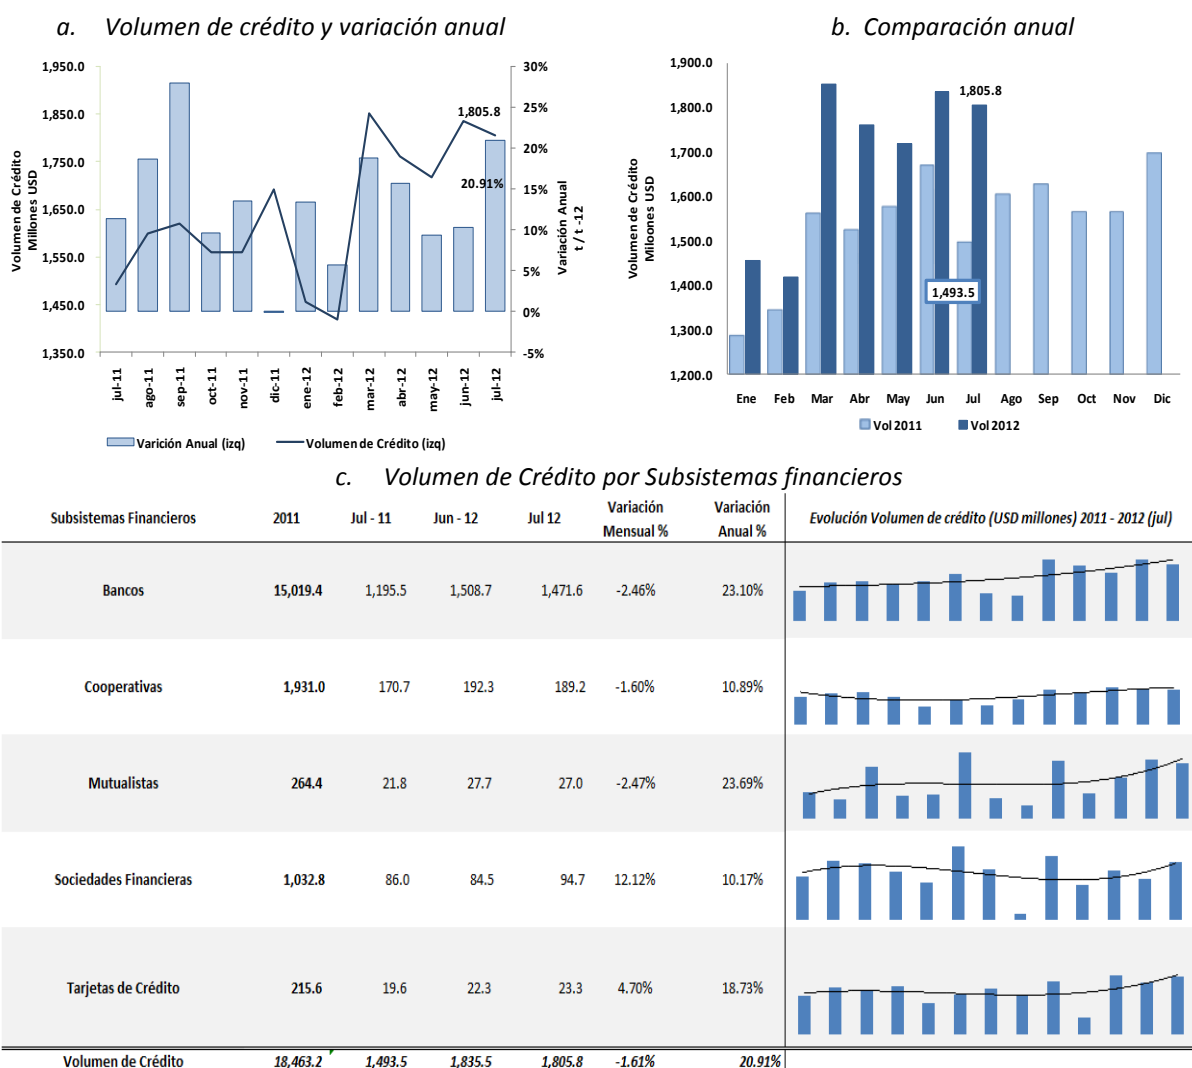 a. Volumen de crédito y variación anual
1,950.0
1,850.0
1,750.0
1,650.0
1,550.0
1,450.0
1,350.0
Volumen de Crédito
Millones USD
30%
25%
20%
15%
10%
5%
0%
-5%
Variación Anual
t / t -12
1,805.8
20.91%
jul-11
ago-11
sep-11
oct-11
nov-11
dic-11
ene-12
feb-12
mar-12
abr-12
may-12
jun-12
jul-12
Varición Anual (izq)
Volumen de Crédito (izq)
b. Comparación anual
1,900.0
1,800.0
1,700.0
1,600.0
1,500.0
1,400.0
1,300.0
1,200.0
Volumen de Crédito
Miloones USD
1,805.8
1,493.5
Ene Feb Mar Abr May Jun Jul Ago Sep Oct Nov Dic
Vol 2011 Vol 2012
c. Volumen de Crédito por Subsistemas financieros
Subsistemas Financieros 2011 Jul - 11 Jun - 12 Jul 12 Variación Mensual % Variación Anual % Evolución Volumen de crédito (USD millones) 2011 - 2012 (jul)
Bancos 15,019.4 1,195.5 1,508.7 1,471.6 -2.46% 23.10%
Cooperativas 1,931.0 170.7 192.3 189.2 -1.60% 10.89%
Mutualistas 264.4 21.8 27.7 27.0 -2.47% 23.69%
Sociedades Financieras 1,032.8 86.0 84.5 94.7 12.12% 10.17%
Tarjetas de Crédito 215.6 19.6 22.3 23.3 4.70% 18.73%
Volumen de Crédito 18,463.2 1,493.5 1,835.5 1,805.8 -1.61% 20.91%